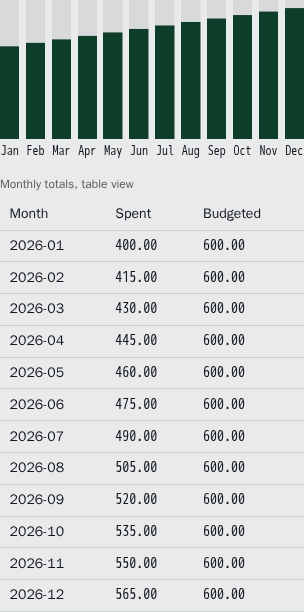 Jan Feb Mar Apr May Jun Jul Aug Sep Oct Nov Dec
Monthly totals, table view
Month Spent Budgeted
2026-01 400.00 600.00
2026-02 415.00 600.00
2026-03 430.00 600.00
2026-04 445.00 600.00
2026-05 460.00 600.00
2026-06 475.00 600.00
2026-07 490.00 600.00
2026-08 505.00 600.00
2026-09 520.00 600.00
2026-10 535.00 600.00
2026-11 550.00 600.00
2026-12 565.00 600.00